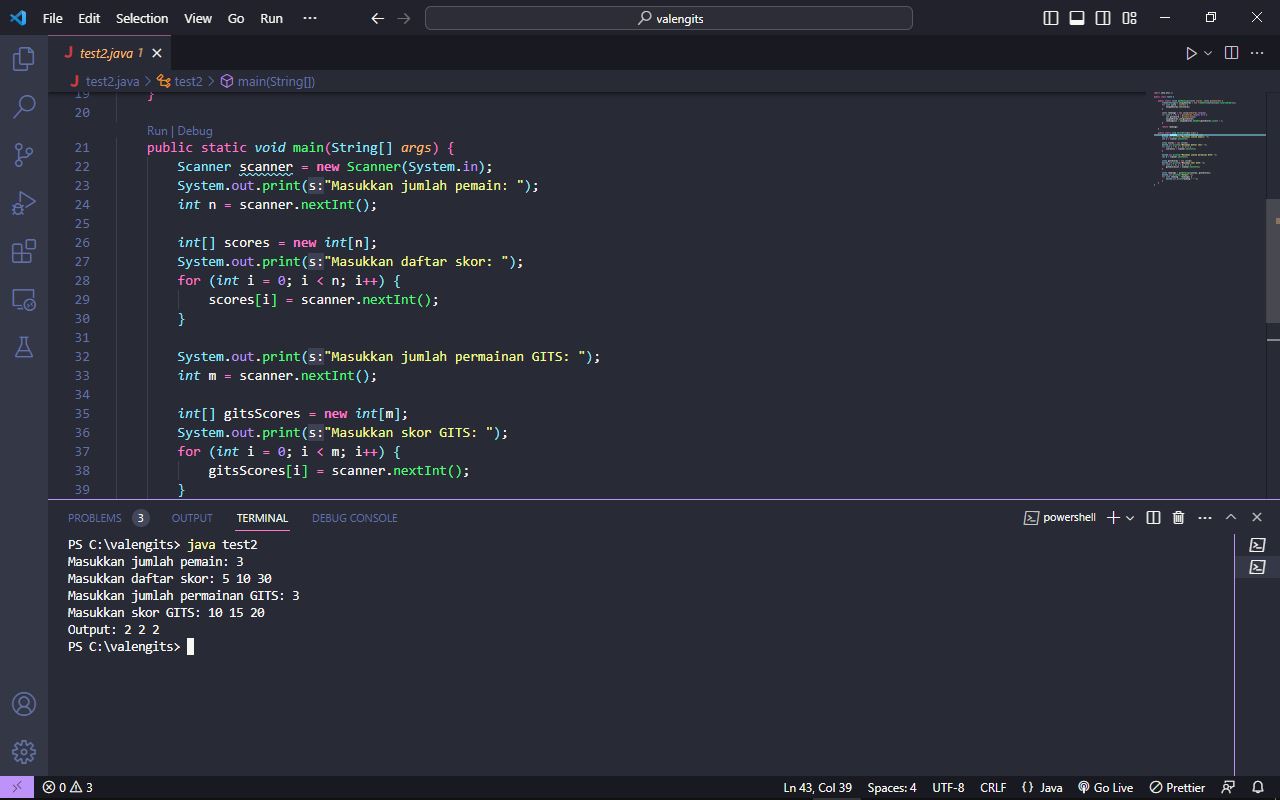 File Edit Selection View Go Run ··· valengits
J test2.java 1
J test2.java > test2 > main(String[])
19 }
20
Run | Debug
21 public static void main(String[] args) {
22 Scanner scanner = new Scanner(System.in);
23 System.out.print(s:"Masukkan jumlah pemain: ");
24 int n = scanner.nextInt();
25
26 int[] scores = new int[n];
27 System.out.print(s:"Masukkan daftar skor: ");
28 for (int i = 0; i < n; i++) {
29 scores[i] = scanner.nextInt();
30 }
31
32 System.out.print(s:"Masukkan jumlah permainan GITS: ");
33 int m = scanner.nextInt();
34
35 int[] gitsScores = new int[m];
36 System.out.print(s:"Masukkan skor GITS: ");
37 for (int i = 0; i < m; i++) {
38 gitsScores[i] = scanner.nextInt();
39 }
PROBLEMS 3 OUTPUT TERMINAL DEBUG CONSOLE powershell
PS C:\valengits> java test2
Masukkan jumlah pemain: 3
Masukkan daftar skor: 5 10 30
Masukkan jumlah permainan GITS: 3
Masukkan skor GITS: 10 15 20
Output: 2 2 2
PS C:\valengits>
0 3 Ln 43, Col 39 Spaces: 4 UTF-8 CRLF {} Java Go Live Prettier